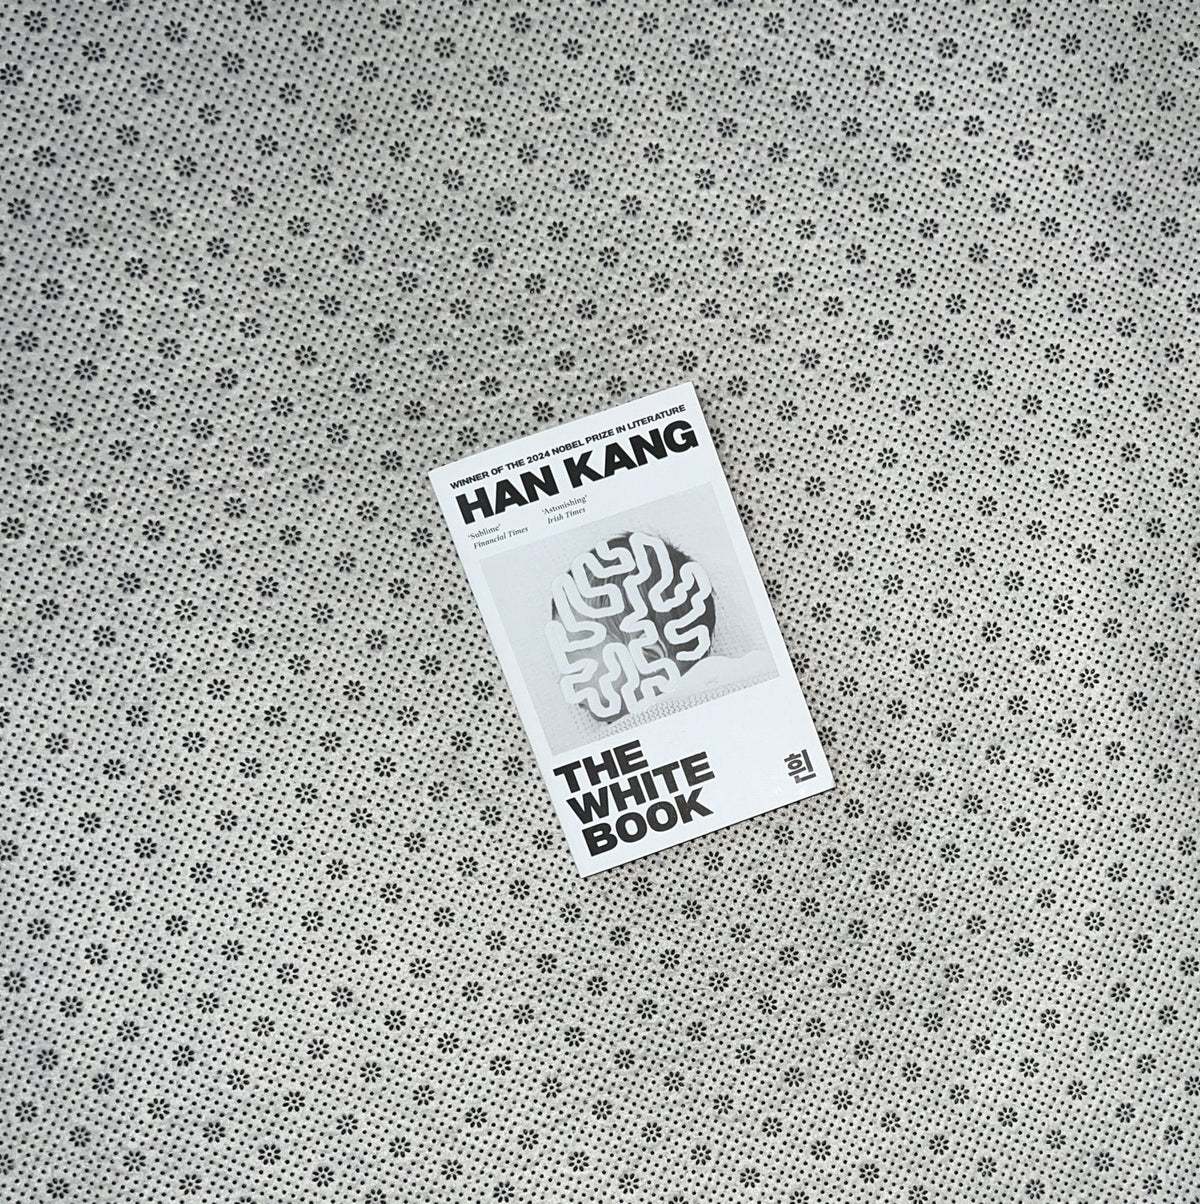 WINNER OF THE 2024 NOBEL PRIZE IN LITERATURE
HAN KANG
'Sublime'
Financial Times
'Astonishing'
Irish Times
THE
WHITE
BOOK
흰